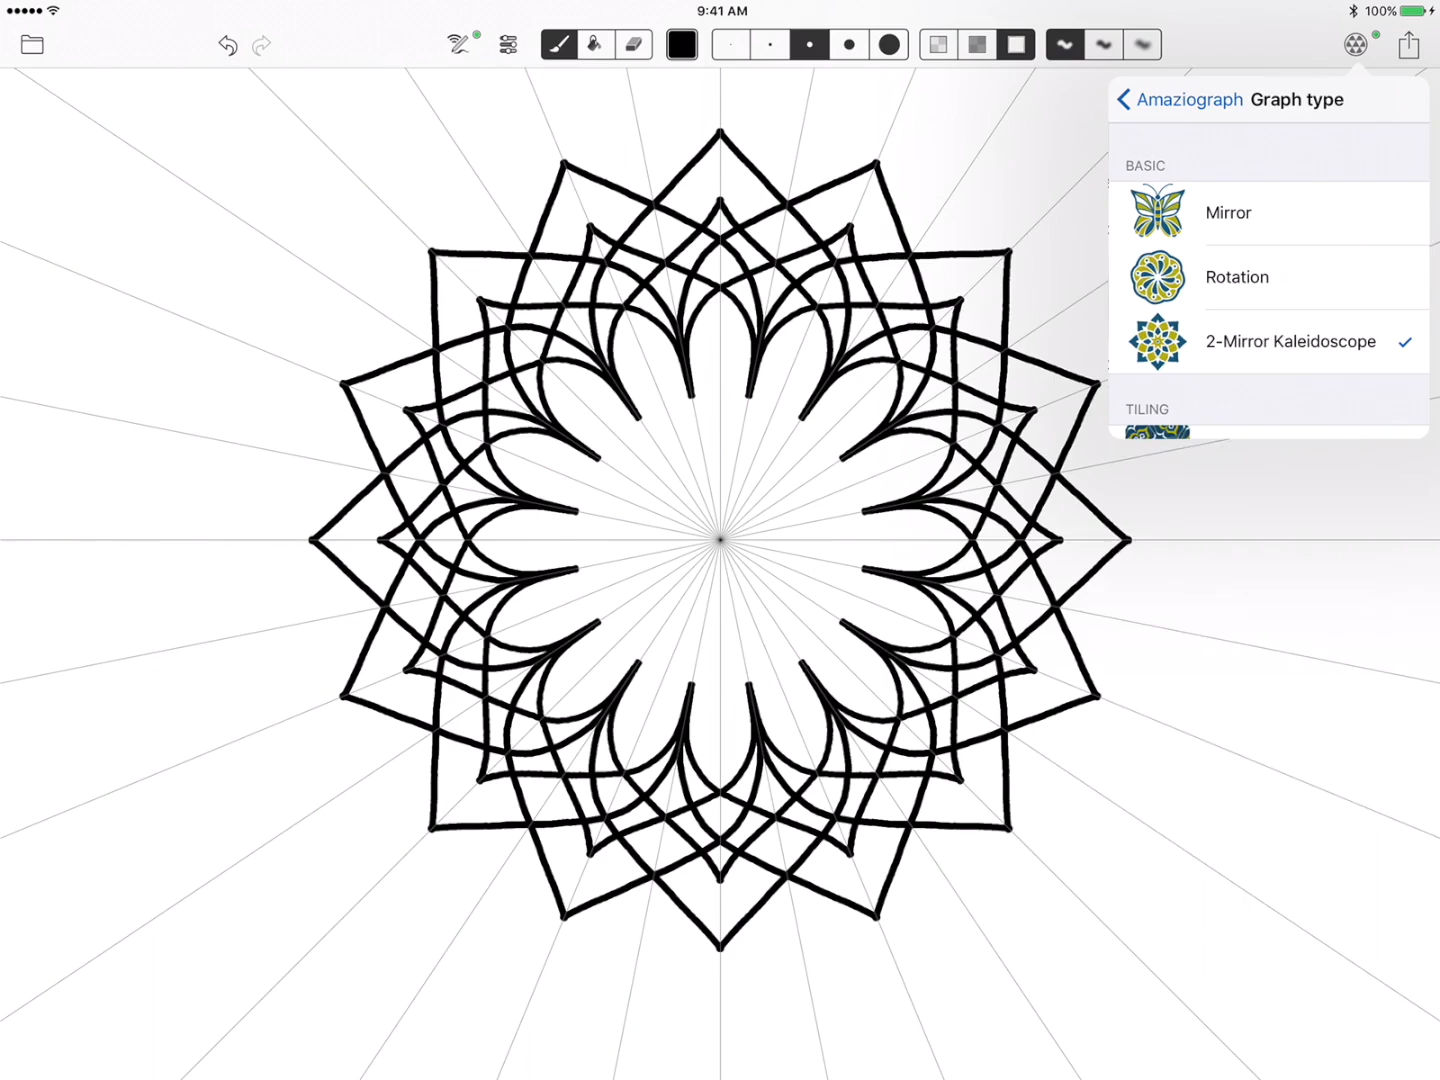 9:41 AM
100%
Amaziograph Graph type
BASIC
Mirror
Rotation
2-Mirror Kaleidoscope
TILING